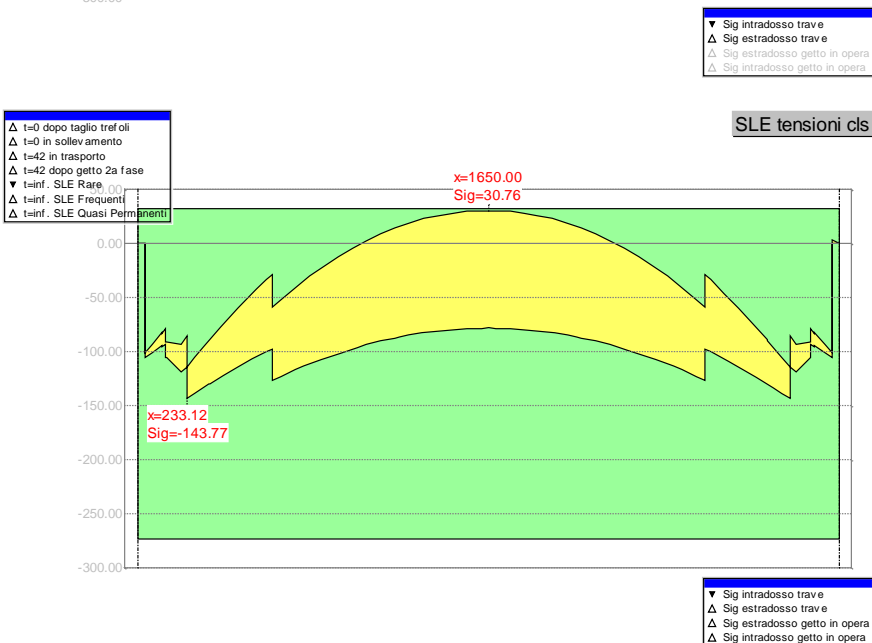 300.00
▼ Sig intradosso trave
Δ Sig estradosso trave
Δ Sig estradosso getto in opera
Δ Sig intradosso getto in opera
SLE tensioni cls
Δ t=0 dopo taglio trefoli
Δ t=0 in sollevamento
Δ t=42 in trasporto
Δ t=42 dopo getto 2a fase
▼ t=inf. SLE Rare
Δ t=inf. SLE Frequenti
Δ t=inf. SLE Quasi Permanenti
50.00
0.00
-50.00
-100.00
-150.00
-200.00
-250.00
-300.00
x=1650.00
Sig=30.76
x=233.12
Sig=-143.77
▼ Sig intradosso trave
Δ Sig estradosso trave
Δ Sig estradosso getto in opera
Δ Sig intradosso getto in opera